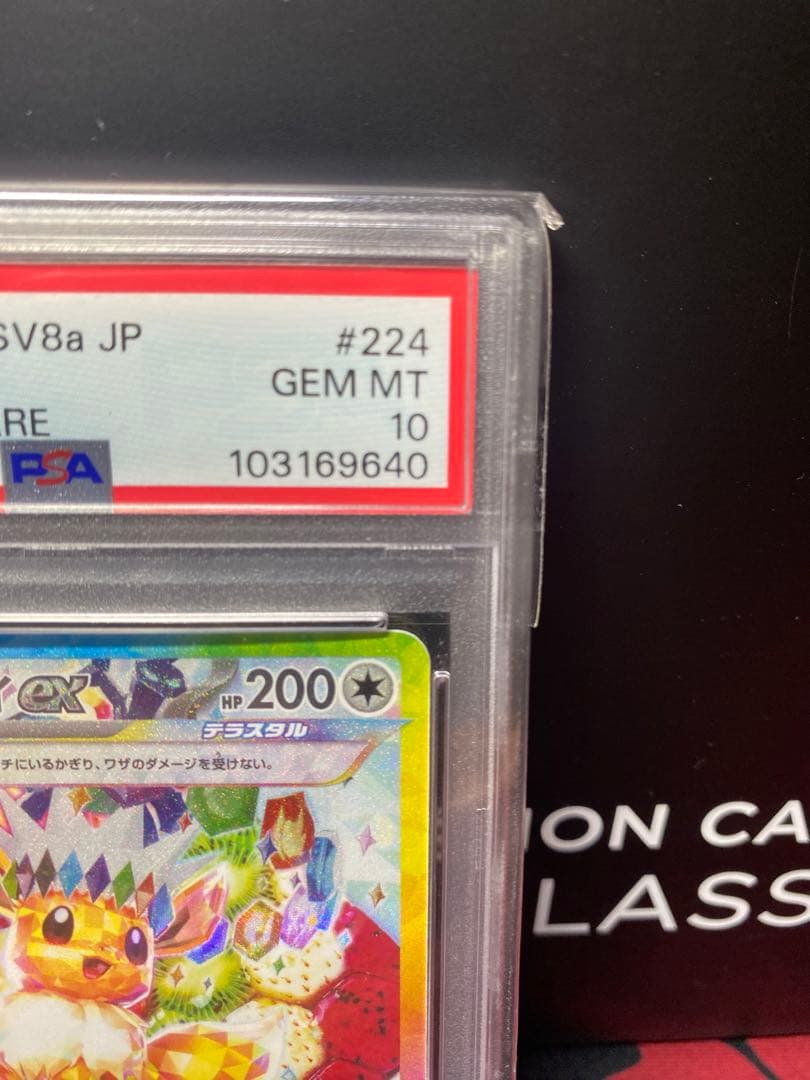 SV8a JP
#224
GEM MT
RE
10
PSA
103169640
ex
HP 200
テラスタル
チにいるかぎり、ワザのダメージを受けない。
ON CA
LASS